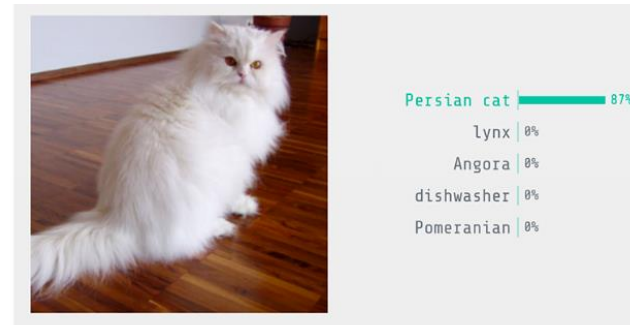 Persian cat 87%
lynx 0%
Angora 0%
dishwasher 0%
Pomeranian 0%